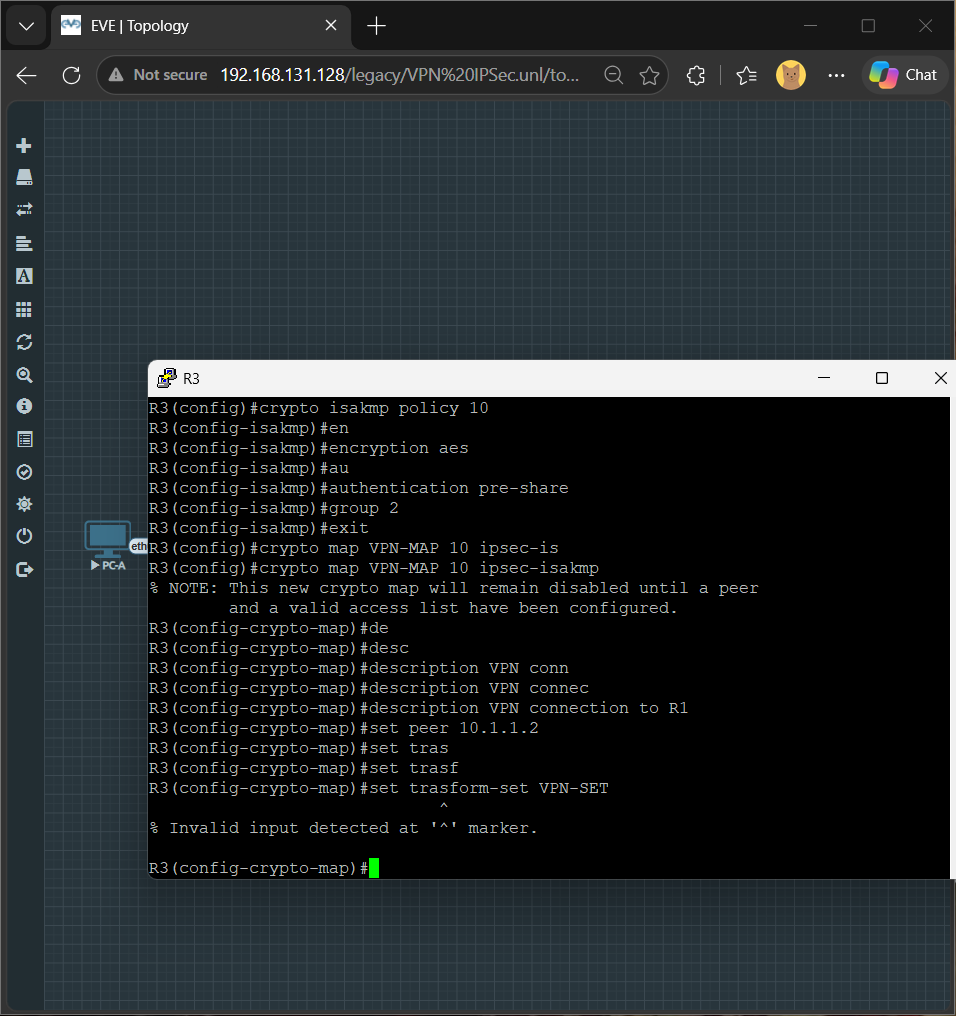 EVE | Topology
Not secure 192.168.131.128/legacy/VPN%20IPSec.unl/to...
Chat
R3
R3(config)#crypto isakmp policy 10
R3(config-isakmp)#en
R3(config-isakmp)#encryption aes
R3(config-isakmp)#au
R3(config-isakmp)#authentication pre-share
R3(config-isakmp)#group 2
R3(config-isakmp)#exit
R3(config)#crypto map VPN-MAP 10 ipsec-is
R3(config)#crypto map VPN-MAP 10 ipsec-isakmp
% NOTE: This new crypto map will remain disabled until a peer
        and a valid access list have been configured.
R3(config-crypto-map)#de
R3(config-crypto-map)#desc
R3(config-crypto-map)#description VPN conn
R3(config-crypto-map)#description VPN connec
R3(config-crypto-map)#description VPN connection to R1
R3(config-crypto-map)#set peer 10.1.1.2
R3(config-crypto-map)#set tras
R3(config-crypto-map)#set trasf
R3(config-crypto-map)#set trasform-set VPN-SET
                             ^
% Invalid input detected at '^' marker.
R3(config-crypto-map)#
eth
PC-A